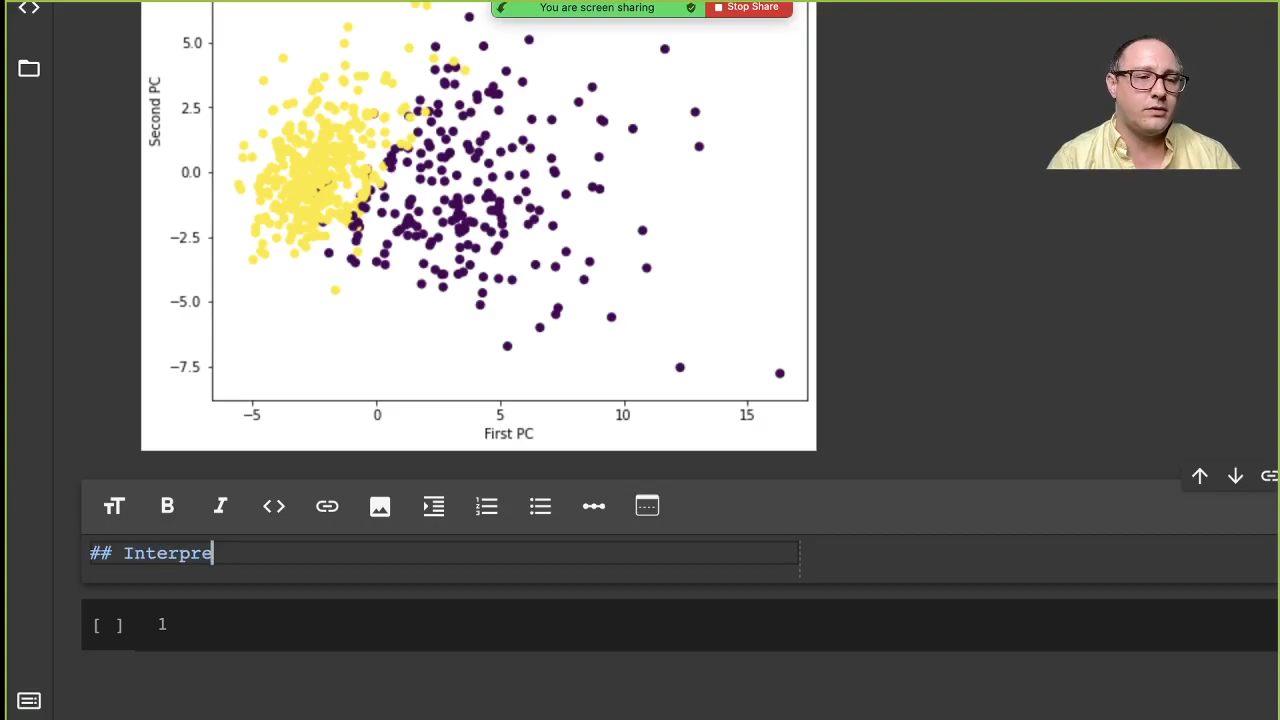 You are screen sharing
Stop Share
5.0
2.5
0.0
−2.5
−5.0
−7.5
Second PC
−5 0 5 10 15
First PC
## Interpre
[ ] 1